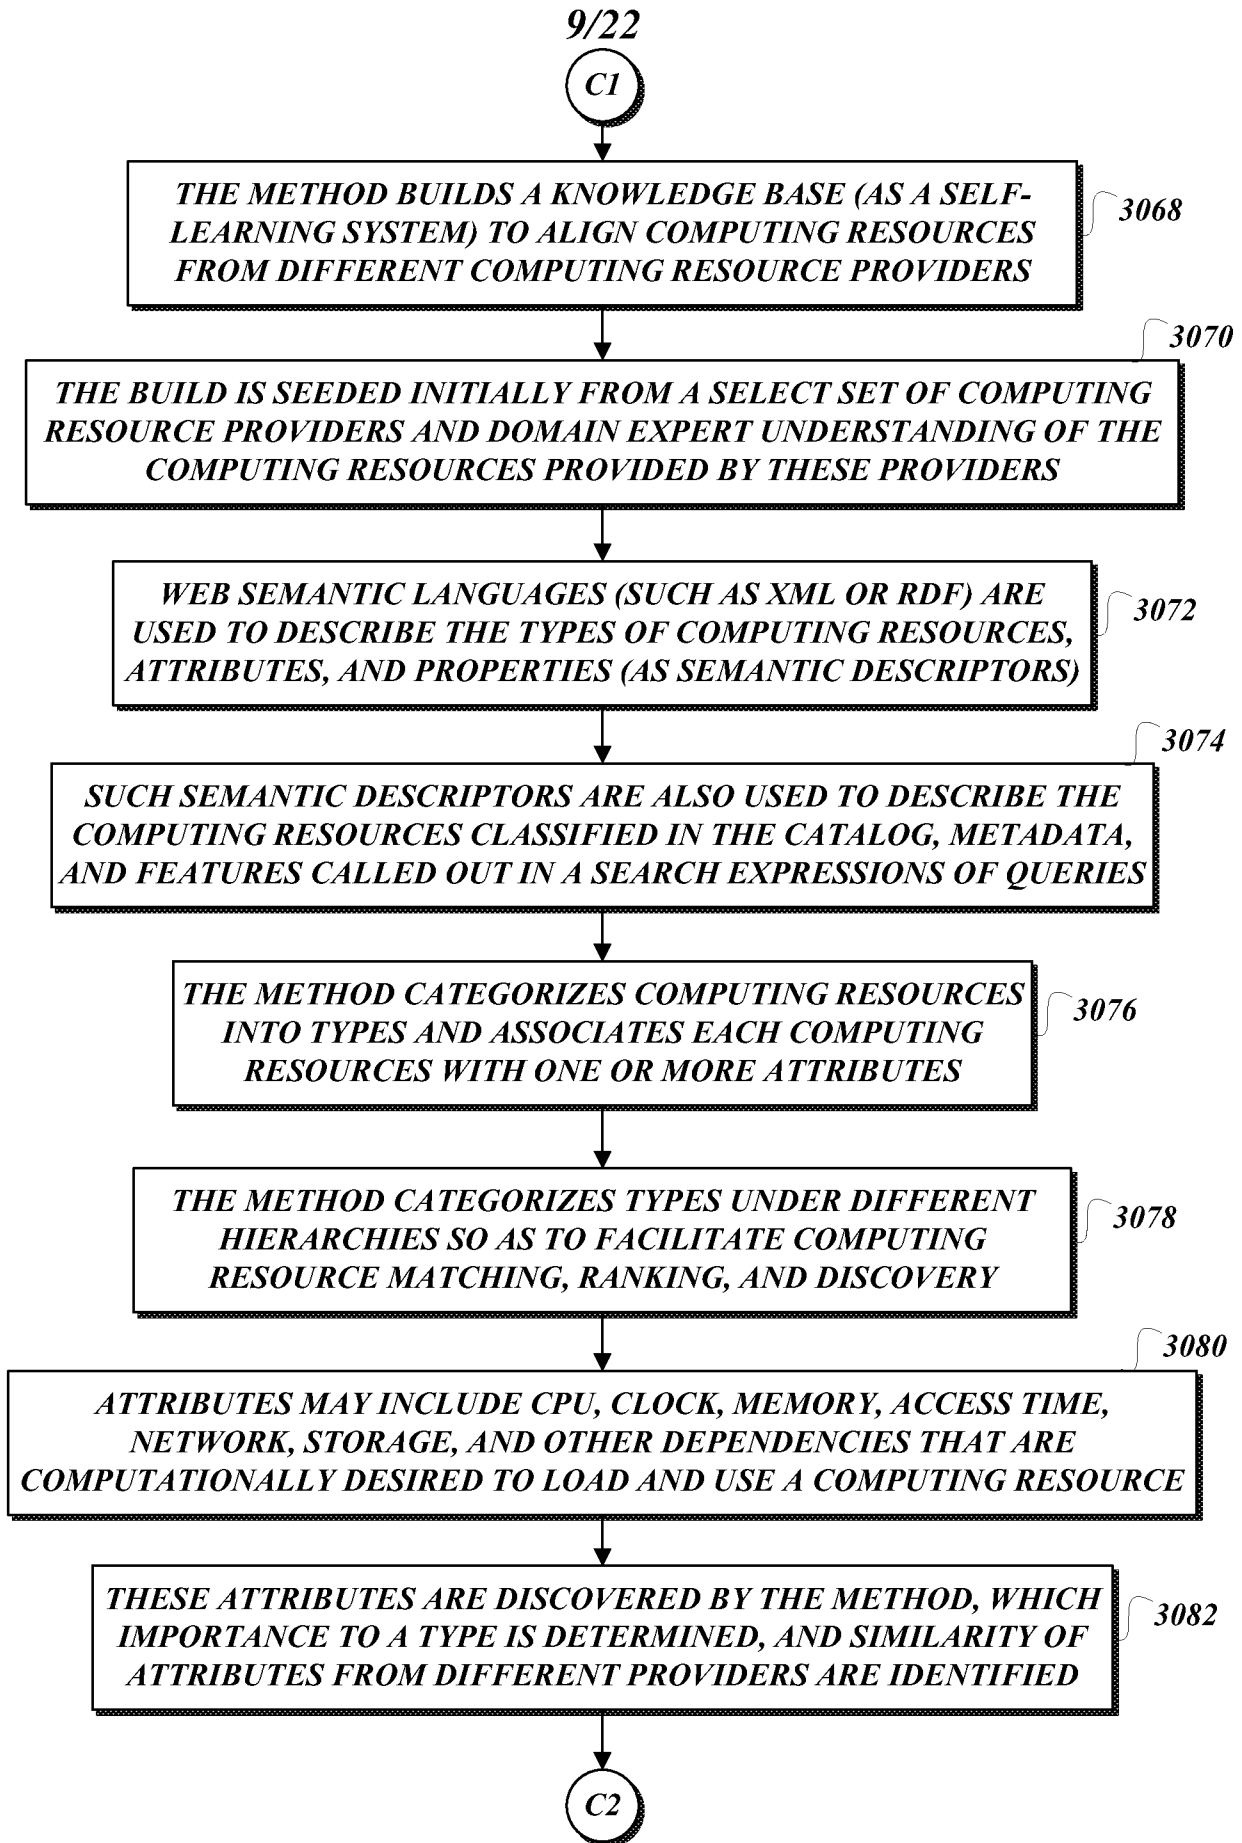 9/22
C1
THE METHOD BUILDS A KNOWLEDGE BASE (AS A SELF-
LEARNING SYSTEM) TO ALIGN COMPUTING RESOURCES
FROM DIFFERENT COMPUTING RESOURCE PROVIDERS
3068
3070
THE BUILD IS SEEDED INITIALLY FROM A SELECT SET OF COMPUTING
RESOURCE PROVIDERS AND DOMAIN EXPERT UNDERSTANDING OF THE
COMPUTING RESOURCES PROVIDED BY THESE PROVIDERS
WEB SEMANTIC LANGUAGES (SUCH AS XML OR RDF) ARE
USED TO DESCRIBE THE TYPES OF COMPUTING RESOURCES,
ATTRIBUTES, AND PROPERTIES (AS SEMANTIC DESCRIPTORS)
3072
3074
SUCH SEMANTIC DESCRIPTORS ARE ALSO USED TO DESCRIBE THE
COMPUTING RESOURCES CLASSIFIED IN THE CATALOG, METADATA,
AND FEATURES CALLED OUT IN A SEARCH EXPRESSIONS OF QUERIES
THE METHOD CATEGORIZES COMPUTING RESOURCES
INTO TYPES AND ASSOCIATES EACH COMPUTING
RESOURCES WITH ONE OR MORE ATTRIBUTES
3076
THE METHOD CATEGORIZES TYPES UNDER DIFFERENT
HIERARCHIES SO AS TO FACILITATE COMPUTING
RESOURCE MATCHING, RANKING, AND DISCOVERY
3078
3080
ATTRIBUTES MAY INCLUDE CPU, CLOCK, MEMORY, ACCESS TIME,
NETWORK, STORAGE, AND OTHER DEPENDENCIES THAT ARE
COMPUTATIONALLY DESIRED TO LOAD AND USE A COMPUTING RESOURCE
THESE ATTRIBUTES ARE DISCOVERED BY THE METHOD, WHICH
IMPORTANCE TO A TYPE IS DETERMINED, AND SIMILARITY OF
ATTRIBUTES FROM DIFFERENT PROVIDERS ARE IDENTIFIED
3082
C2